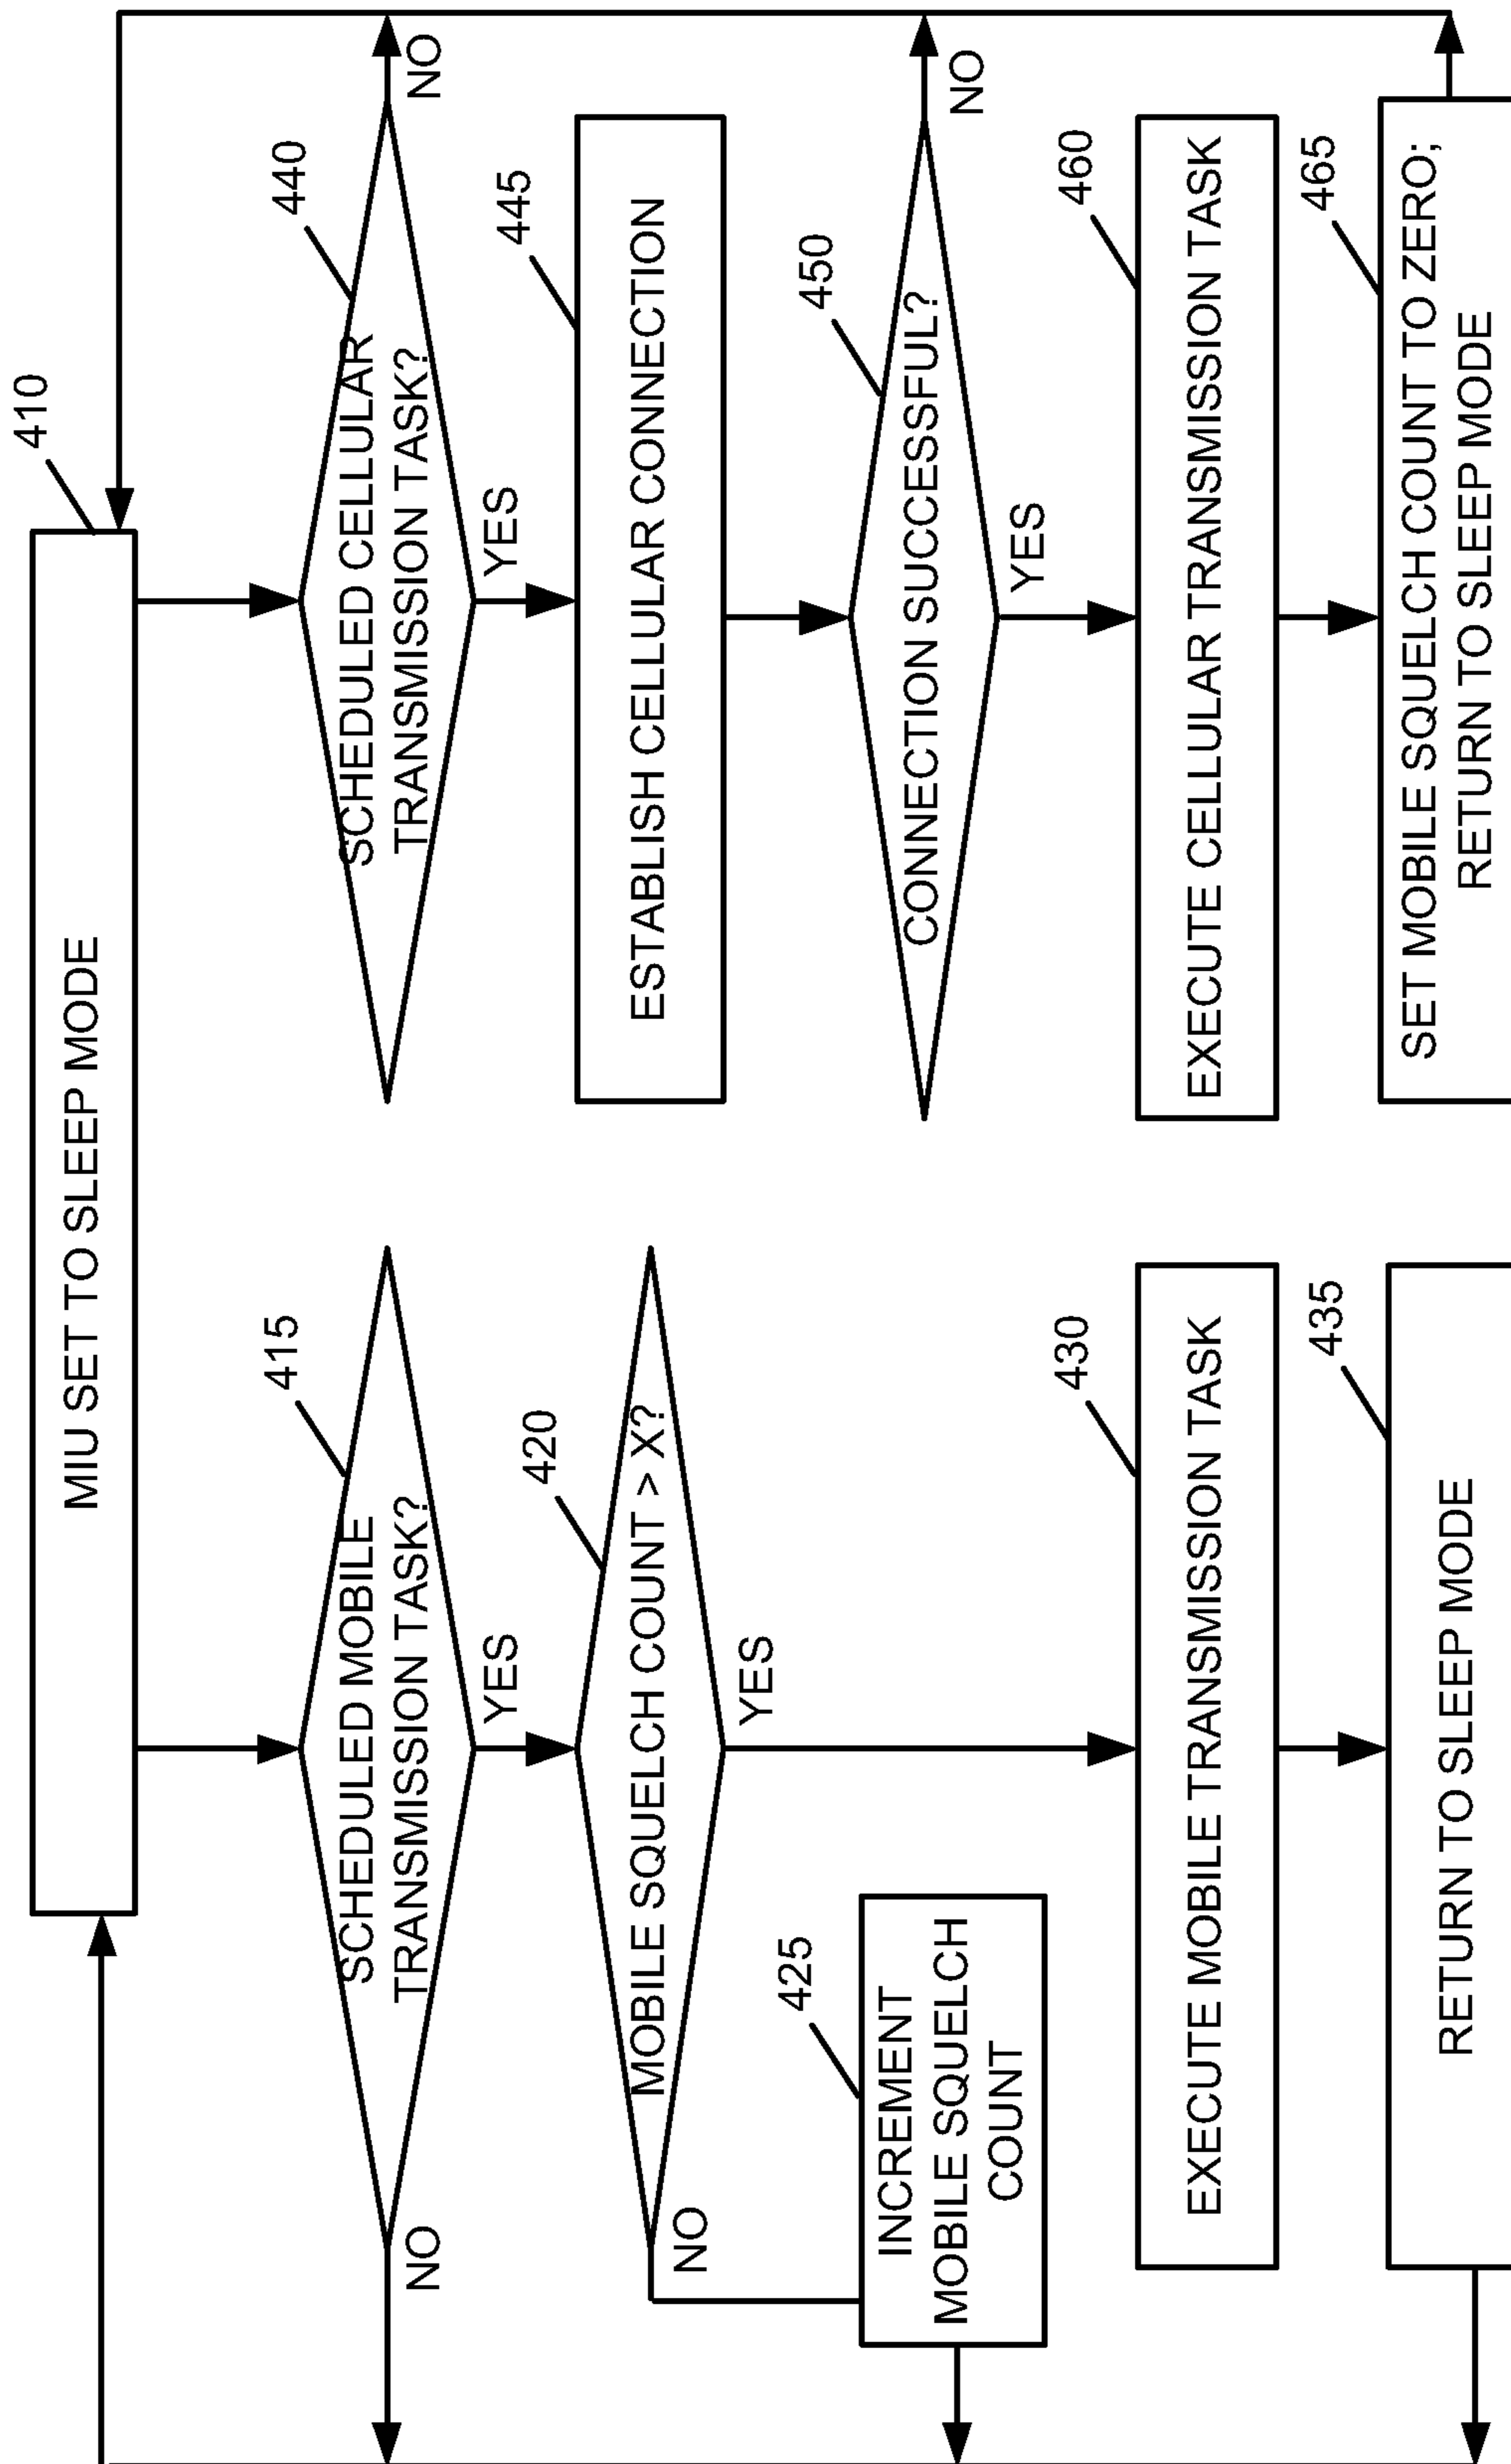 410
MIU SET TO SLEEP MODE
415
SCHEDULED MOBILE
TRANSMISSION TASK?
NO
YES
420
MOBILE SQUELCH COUNT > X?
NO
YES
425
INCREMENT
MOBILE SQUELCH
COUNT
430
EXECUTE MOBILE TRANSMISSION TASK
435
RETURN TO SLEEP MODE
440
SCHEDULED CELLULAR
TRANSMISSION TASK?
NO
YES
445
ESTABLISH CELLULAR CONNECTION
450
CONNECTION SUCCESSFUL?
NO
YES
460
EXECUTE CELLULAR TRANSMISSION TASK
465
SET MOBILE SQUELCH COUNT TO ZERO;
RETURN TO SLEEP MODE